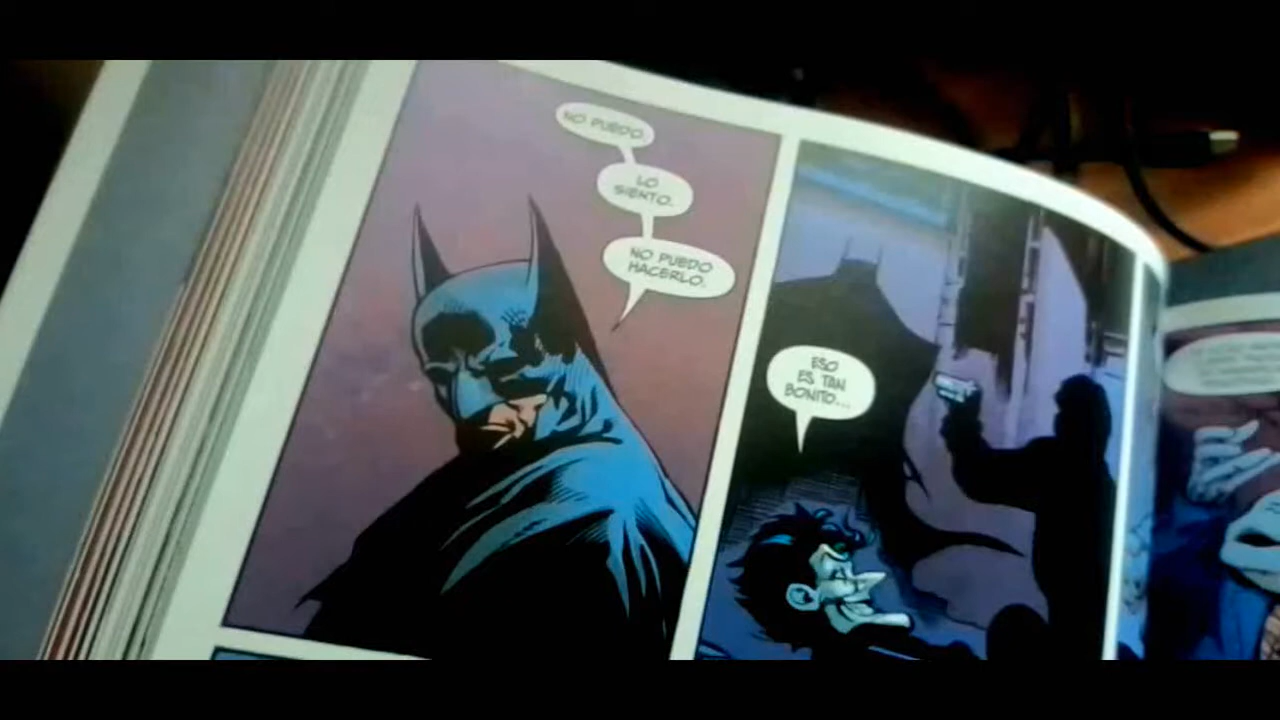 NO PUEDO.
LO
SIENTO.
NO PUEDO
HACERLO.
ESO
ES TAN
BONITO...